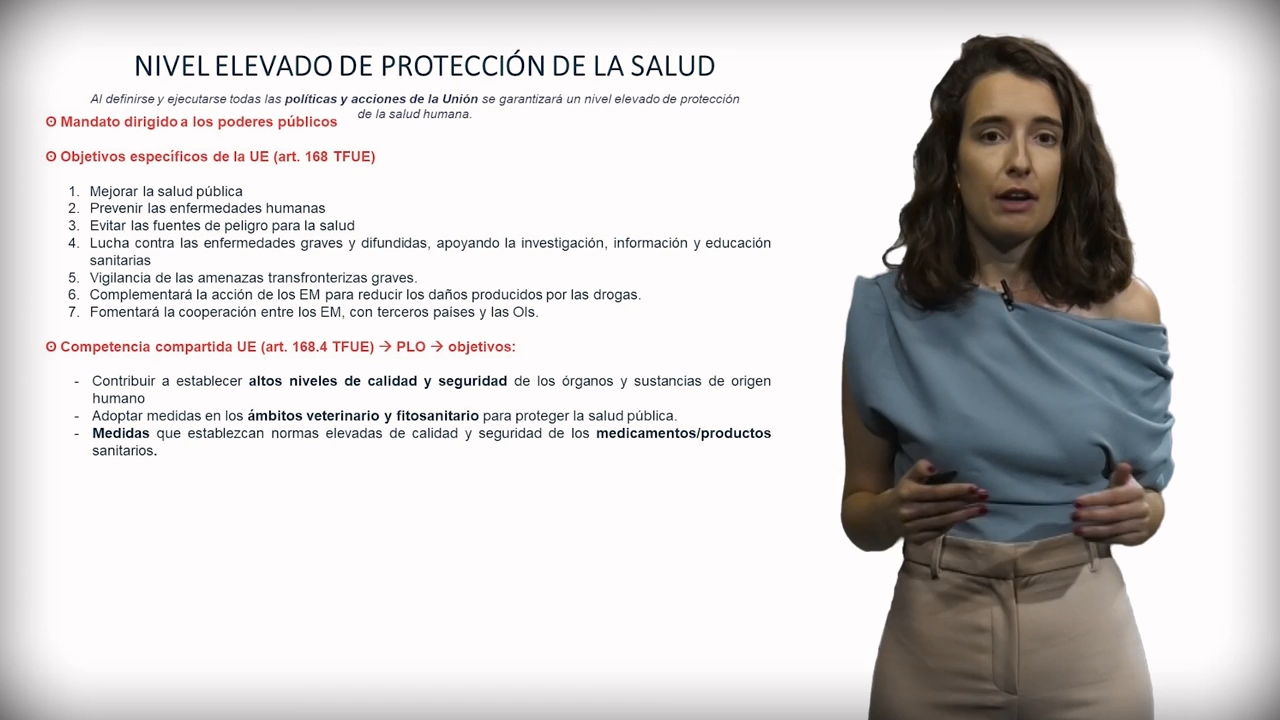 NIVEL ELEVADO DE PROTECCIÓN DE LA SALUD
Al definirse y ejecutarse todas las políticas y acciones de la Unión se garantizará un nivel elevado de protección
de la salud humana.
ʘ Mandato dirigido a los poderes públicos
ʘ Objetivos específicos de la UE (art. 168 TFUE)
1. Mejorar la salud pública
2. Prevenir las enfermedades humanas
3. Evitar las fuentes de peligro para la salud
4. Lucha contra las enfermedades graves y difundidas, apoyando la investigación, información y educación
sanitarias
5. Vigilancia de las amenazas transfronterizas graves.
6. Complementará la acción de los EM para reducir los daños producidos por las drogas.
7. Fomentará la cooperación entre los EM, con terceros países y las OIs.
ʘ Competencia compartida UE (art. 168.4 TFUE) → PLO → objetivos:
- Contribuir a establecer altos niveles de calidad y seguridad de los órganos y sustancias de origen
humano
- Adoptar medidas en los ámbitos veterinario y fitosanitario para proteger la salud pública.
- Medidas que establezcan normas elevadas de calidad y seguridad de los medicamentos/productos
sanitarios.